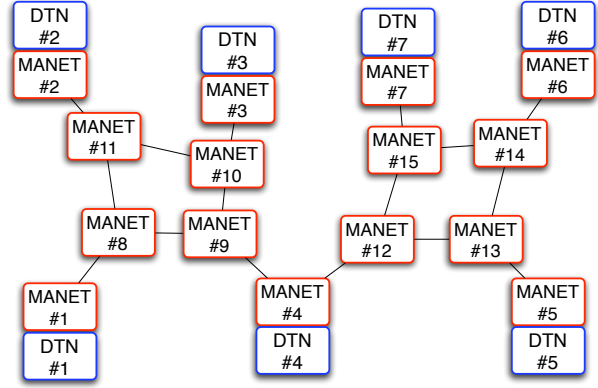 DTN
#2
MANET
#2
DTN
#3
MANET
#3
DTN
#7
MANET
#7
DTN
#6
MANET
#6
MANET
#11
MANET
#10
MANET
#15
MANET
#14
MANET
#8
MANET
#9
MANET
#12
MANET
#13
MANET
#1
DTN
#1
MANET
#4
DTN
#4
MANET
#5
DTN
#5